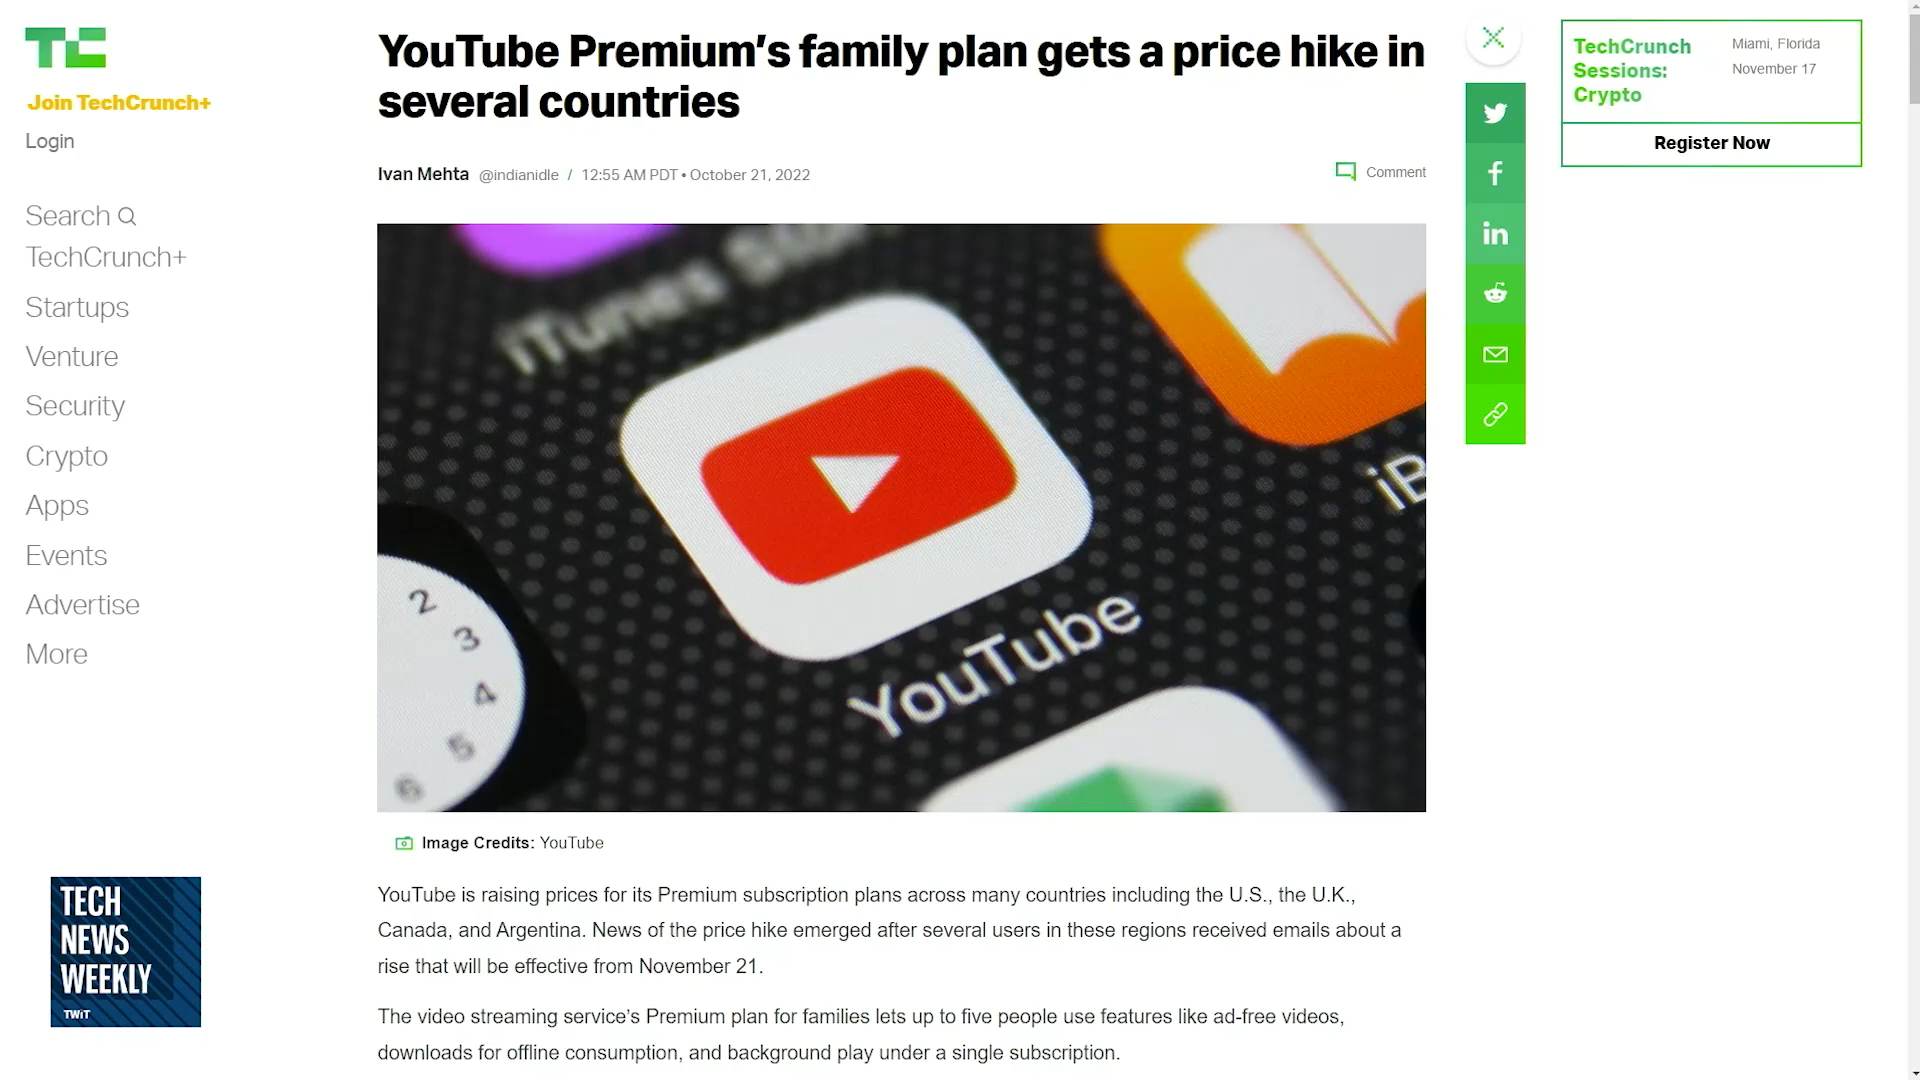 TC
Join TechCrunch+
Login
Search
TechCrunch+
Startups
Venture
Security
Crypto
Apps
Events
Advertise
More
TECH
NEWS
WEEKLY
TWiT
YouTube Premium's family plan gets a price hike in
several countries
Ivan Mehta @indianidle / 12:55 AM PDT • October 21, 2022
Comment
iTunes Store
iB
2
3
4
5
6
YouTube
Image Credits: YouTube
YouTube is raising prices for its Premium subscription plans across many countries including the U.S., the U.K.,
Canada, and Argentina. News of the price hike emerged after several users in these regions received emails about a
rise that will be effective from November 21.
The video streaming service's Premium plan for families lets up to five people use features like ad-free videos,
downloads for offline consumption, and background play under a single subscription.
f
in
TechCrunch
Sessions:
Crypto
Miami, Florida
November 17
Register Now